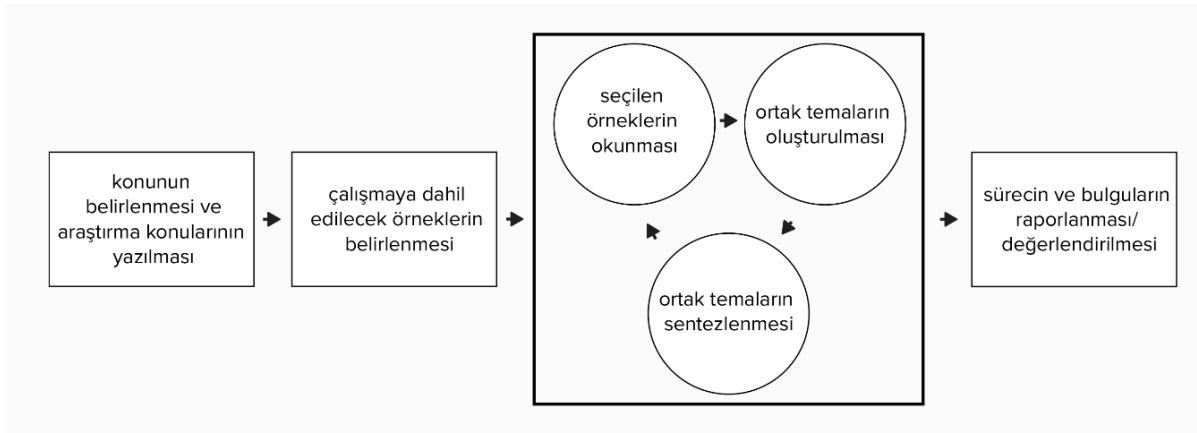 konunun
belirlenmesi ve
araştırma konularının
yazılması
çalışmaya dahil
edilecek örneklerin
belirlenmesi
seçilen
örneklerin
okunması
ortak temaların
oluşturulması
ortak temaların
sentezlenmesi
sürecin ve bulguların
raporlanması/
değerlendirilmesi